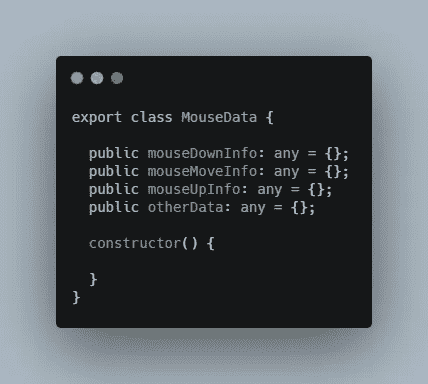 export class MouseData {
public mouseDownInfo: any = {};
public mouseMoveInfo: any = {};
public mouseUpInfo: any = {};
public otherData: any = {};
constructor() {
}
}